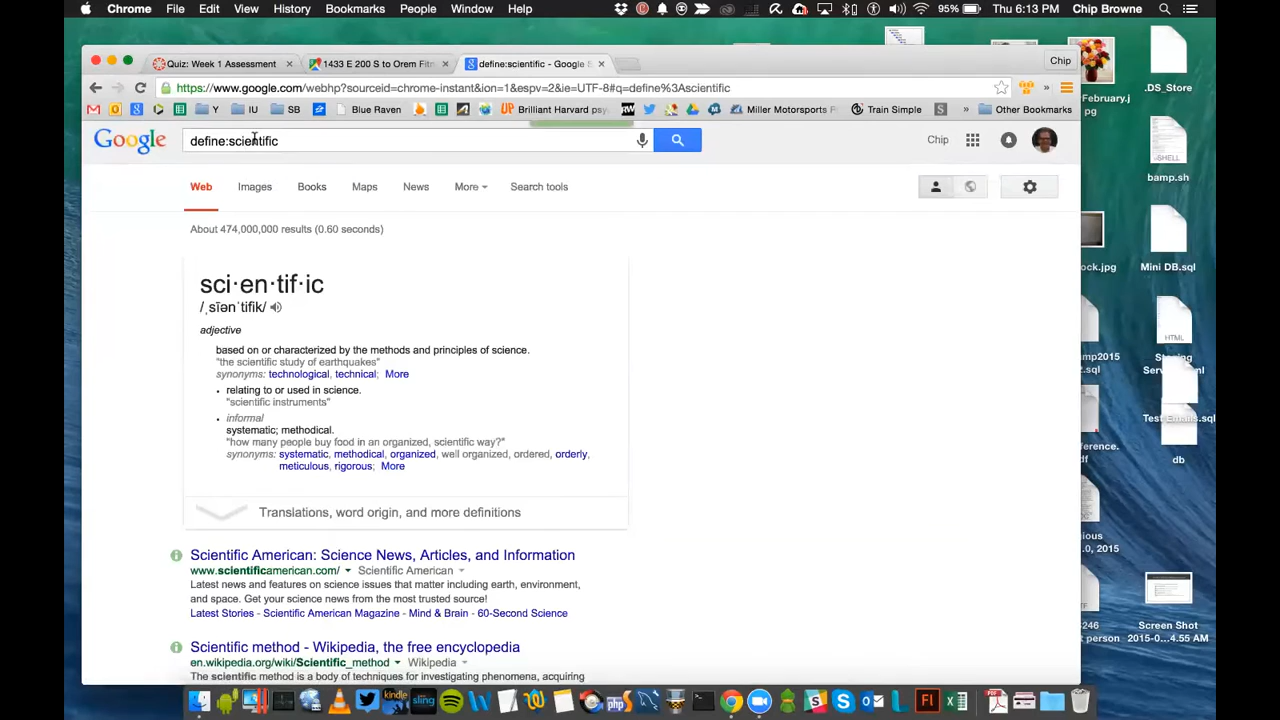 Chrome File Edit View History Bookmarks People Window Help 95% Thu 6:13 PM Chip Browne
Quiz: Week 1 Assessment × 1433 E 200 S to Orem Fitn × define:scientific - Google S × Chip
https://www.google.com/webhp?sourceid=chrome-instant&ion=1&espv=2&ie=UTF-8#q=define%3Ascientific
Y IU SB Blue Pill Brilliant Harvard psy Miller Motorsports Pa Train Simple Other Bookmarks
Google define:scientific Chip
Web Images Books Maps News More Search tools
About 474,000,000 results (0.60 seconds)
sci·en·tif·ic
/ˌsīənˈtifik/
adjective
based on or characterized by the methods and principles of science.
"the scientific study of earthquakes"
synonyms: technological, technical; More
• relating to or used in science.
"scientific instruments"
• informal
systematic; methodical.
"how many people buy food in an organized, scientific way?"
synonyms: systematic, methodical, organized, well organized, ordered, orderly,
meticulous, rigorous; More
Translations, word origin, and more definitions
Scientific American: Science News, Articles, and Information
www.scientificamerican.com/ Scientific American
Latest news and features on science issues that matter including earth, environment,
and space. Get your science news from the most trusted source!
Latest Stories - Scientific American Magazine - Mind & Brain - 60-Second Science
Scientific method - Wikipedia, the free encyclopedia
en.wikipedia.org/wiki/Scientific_method Wikipedia
The scientific method is a body of techniques for investigating phenomena, acquiring
.DS_Store
SHELL
bamp.sh
Mini DB.sql
HTML
Test Emails.sql
db
Screen Shot
2015-0...4.55 AM